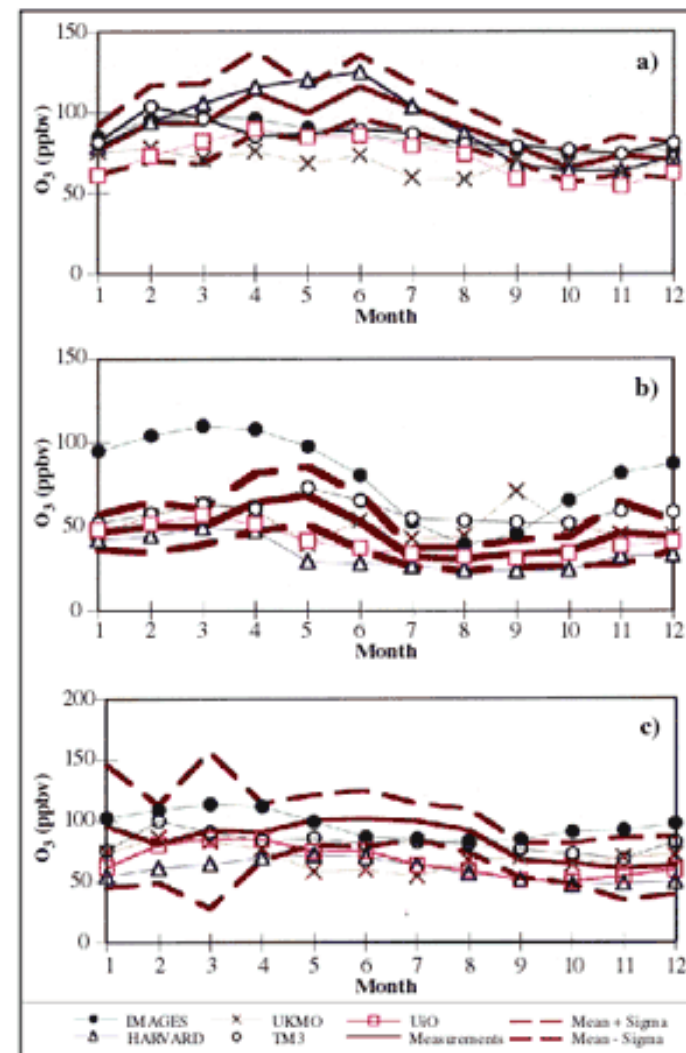 a)
150
100
50
0
O3 (ppbv)
1 2 3 4 5 6 7 8 9 10 11 12
Month
b)
150
100
50
0
O3 (ppbv)
1 2 3 4 5 6 7 8 9 10 11 12
Month
c)
200
150
100
50
0
O3 (ppbv)
1 2 3 4 5 6 7 8 9 10 11 12
Month
IMAGES UKMO UiO Mean + Sigma
HARVARD TM3 Measurements Mean - Sigma